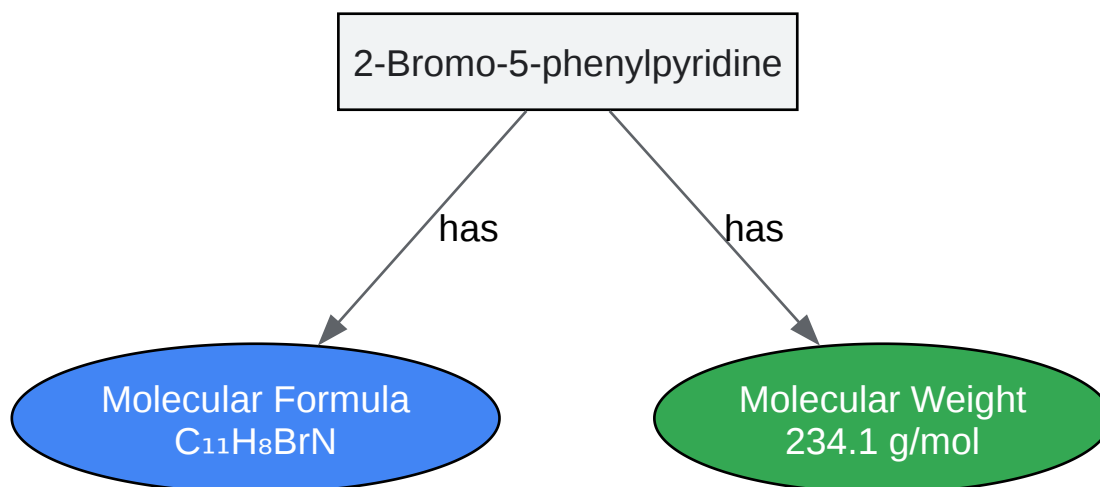 2-Bromo-5-phenylpyridine
has
has
Molecular Formula
C₁₁H₈BrN
Molecular Weight
234.1 g/mol